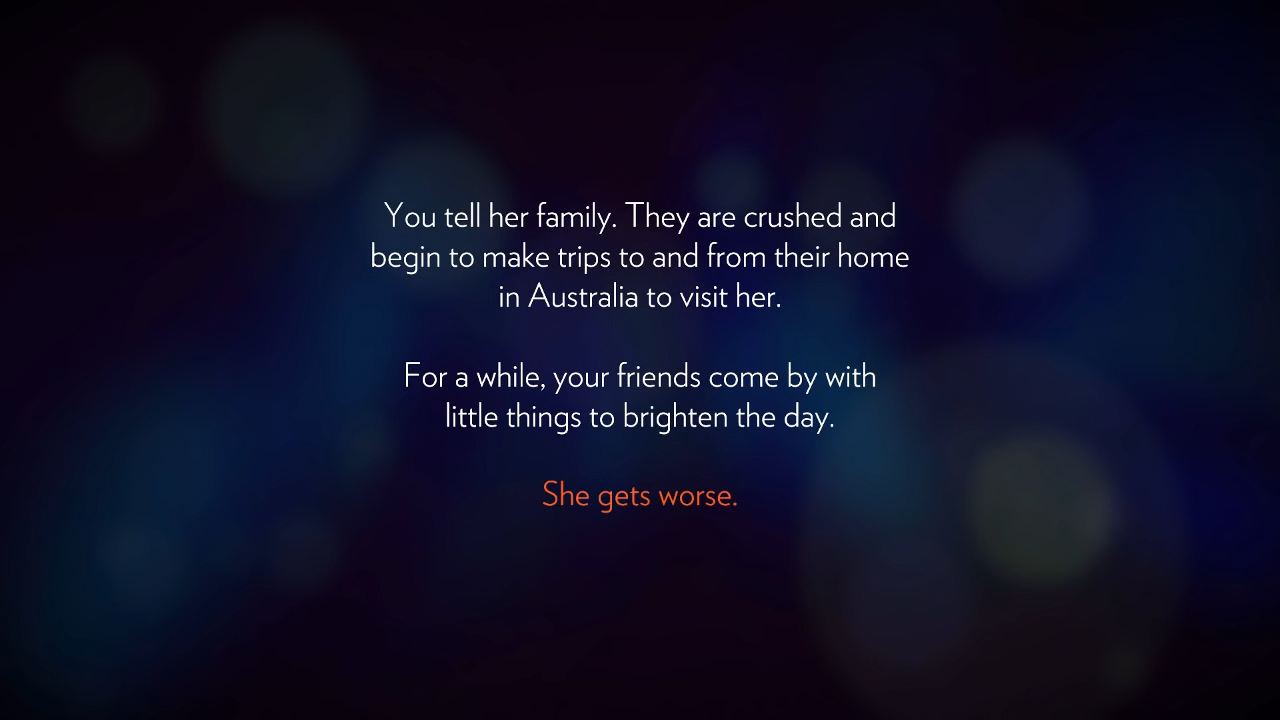 You tell her family. They are crushed and
begin to make trips to and from their home
in Australia to visit her.
For a while, your friends come by with
little things to brighten the day.
She gets worse.